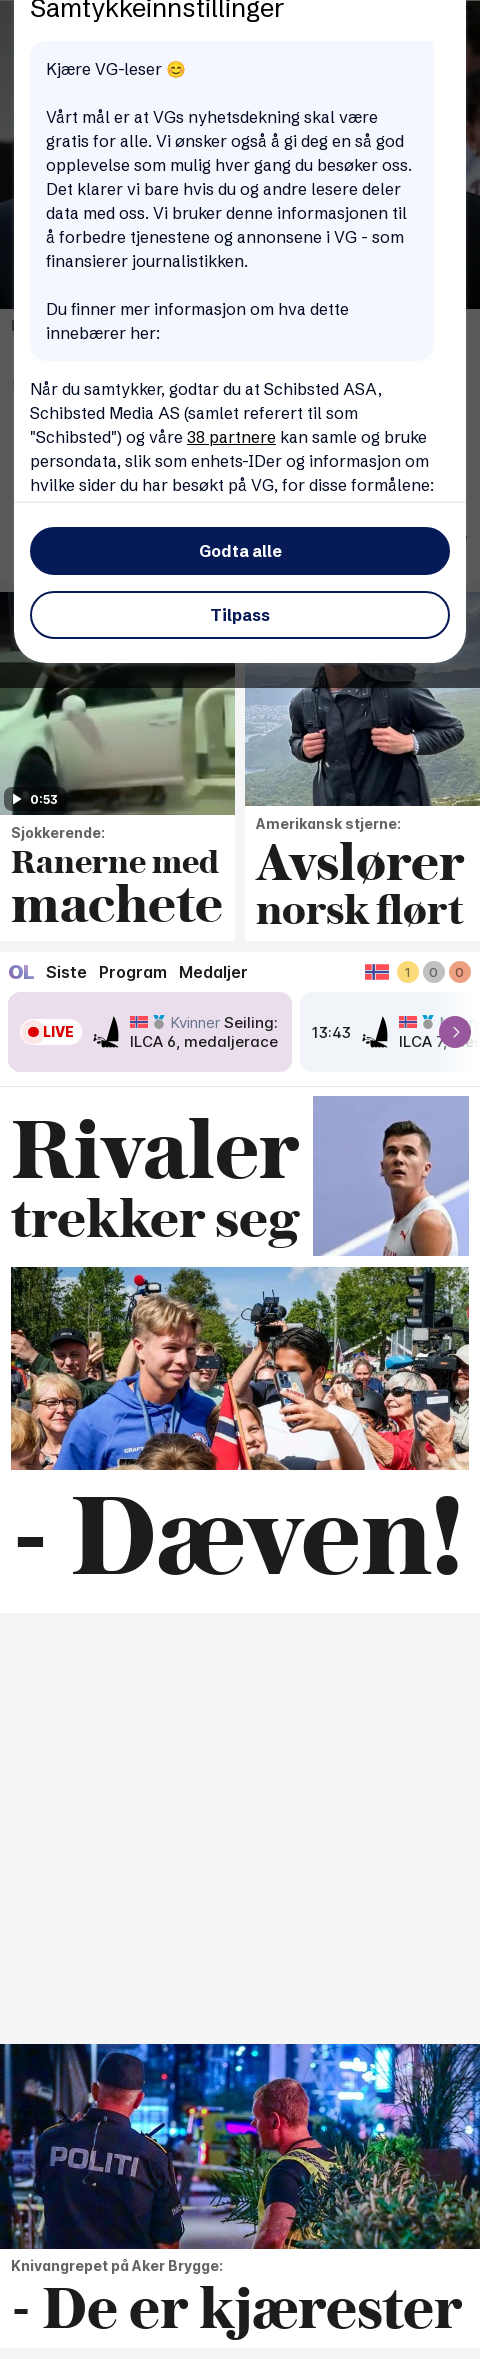 Samtykkeinnstillinger
Kjære VG-leser 😊
Vårt mål er at VGs nyhetsdekning skal være
gratis for alle. Vi ønsker også å gi deg en så god
opplevelse som mulig hver gang du besøker oss.
Det klarer vi bare hvis du og andre lesere deler
data med oss. Vi bruker denne informasjonen til
å forbedre tjenestene og annonsene i VG - som
finansierer journalistikken.
Du finner mer informasjon om hva dette
innebærer her:
Når du samtykker, godtar du at Schibsted ASA,
Schibsted Media AS (samlet referert til som
"Schibsted") og våre 38 partnere kan samle og bruke
persondata, slik som enhets-IDer og informasjon om
hvilke sider du har besøkt på VG, for disse formålene:
Godta alle
Tilpass
0:53
Sjokkerende:
Ranerne med
machete
Amerikansk stjerne:
Avslører
norsk flørt
OL Siste Program Medaljer 1 0 0
LIVE Kvinner Seiling:
ILCA 6, medaljerace
13:43
ILCA 7,
Rivaler
trekker seg
- Dæven!
POLITI
Knivangrepet på Aker Brygge:
- De er kjærester